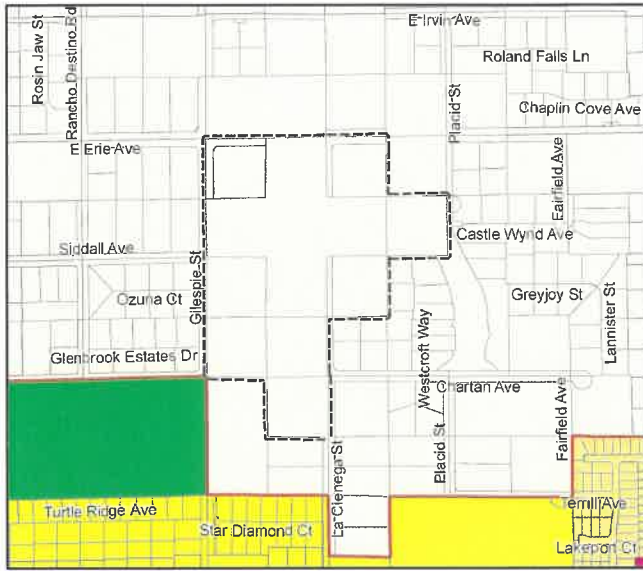 E Irvin Ave
Rosin Jaw St
Rancho Destino Rd
Roland Falls Ln
Placid St
Chaplin Cove Ave
E Erie Ave
Fairfield Ave
Castle Wynd Ave
Siddall Ave
Gillespie St
Ozuna Ct
Greyjoy St
Lannister St
Westcroft Way
Glenbrook Estates Dr
Chartan Ave
Placid St
Fairfield Ave
La Cienega St
Turtle Ridge Ave
Star Diamond Ct
Terrill Ave
Lakeport Ct